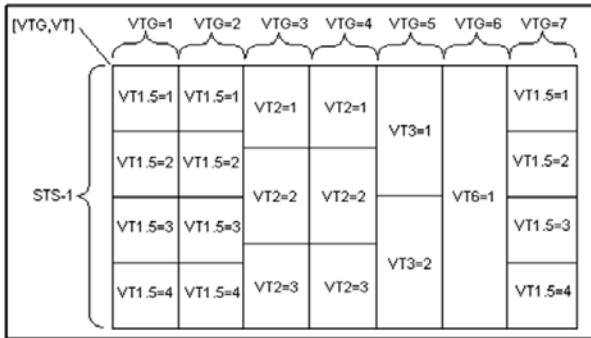 [VTG,VT] VTG=1 VTG=2 VTG=3 VTG=4 VTG=5 VTG=6 VTG=7
STS-1
VT1.5=1
VT1.5=2
VT1.5=3
VT1.5=4
VT1.5=1
VT1.5=2
VT1.5=3
VT1.5=4
VT2=1
VT2=2
VT2=3
VT2=1
VT2=2
VT2=3
VT3=1
VT3=2
VT6=1
VT1.5=1
VT1.5=2
VT1.5=3
VT1.5=4